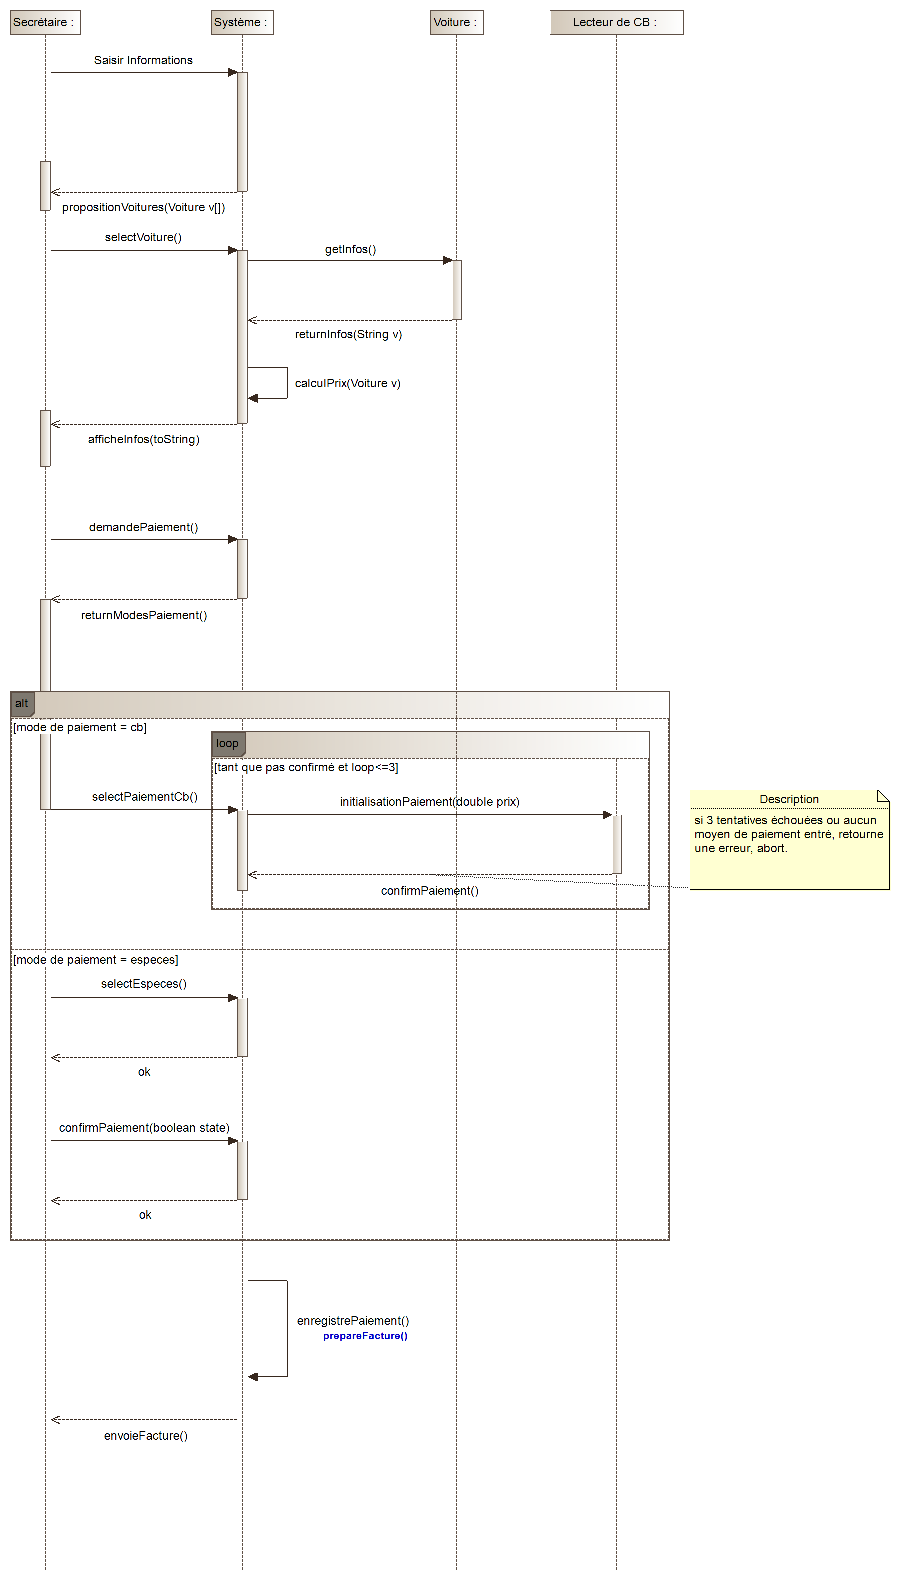 Secrétaire :
Système :
Voiture :
Lecteur de CB :
Saisir Informations
propositionVoitures(Voiture v[])
selectVoiture()
getInfos()
returnInfos(String v)
calculPrix(Voiture v)
afficheInfos(toString)
demandePaiement()
returnModesPaiement()
alt
[mode de paiement = cb]
loop
[tant que pas confirmé et loop<=3]
selectPaiementCb()
initialisationPaiement(double prix)
Description
si 3 tentatives échouées ou aucun
moyen de paiement entré, retourne
une erreur, abort.
confirmPaiement()
[mode de paiement = especes]
selectEspeces()
ok
confirmPaiement(boolean state)
ok
enregistrePaiement()
prepareFacture()
envoieFacture()